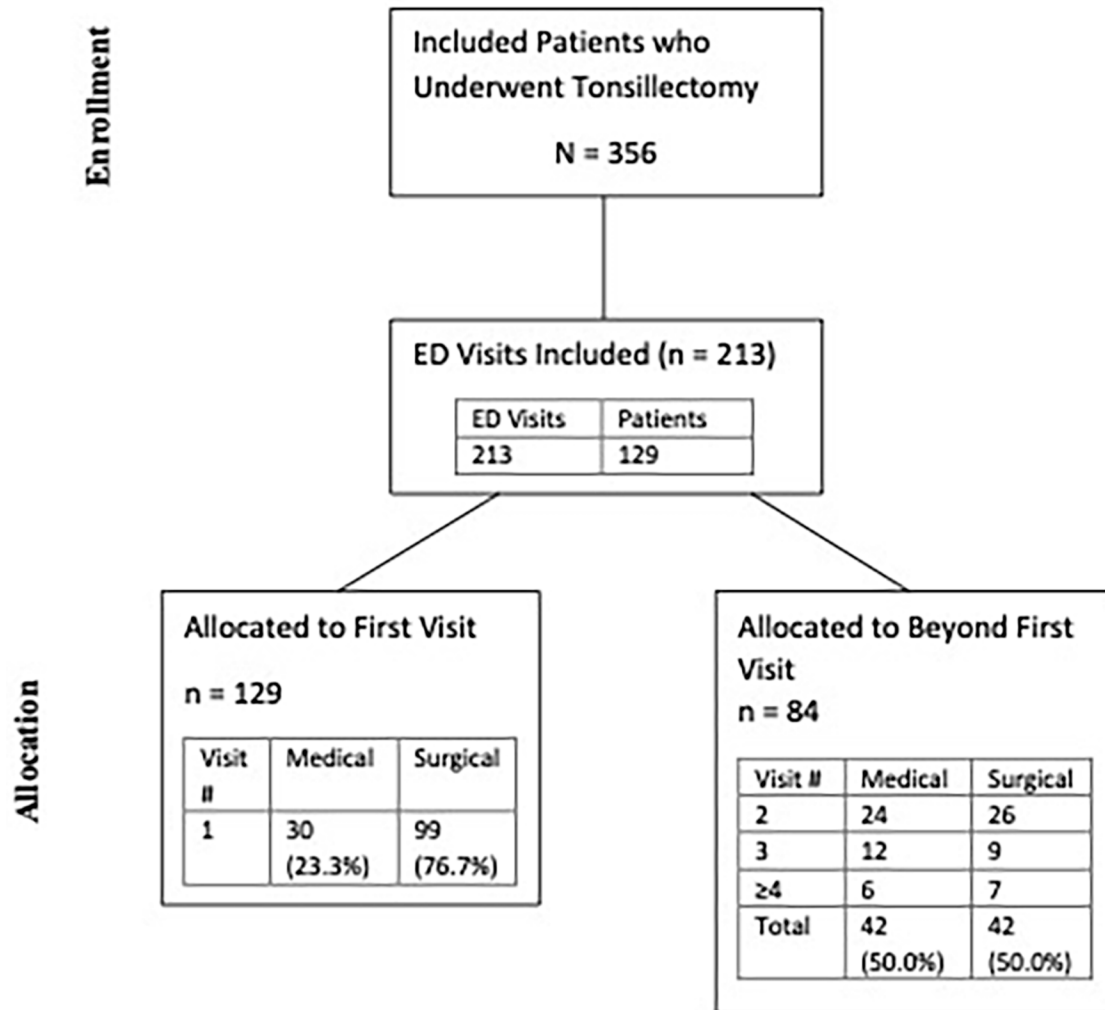 Enrollment
Included Patients who
Underwent Tonsillectomy
N = 356
ED Visits Included (n = 213)
ED Visits Patients
213 129
Allocation
Allocated to First Visit
n = 129
Visit Medical Surgical
#
1 30 99
(23.3%) (76.7%)
Allocated to Beyond First
Visit
n = 84
Visit # Medical Surgical
2 24 26
3 12 9
≥4 6 7
Total 42 42
(50.0%) (50.0%)